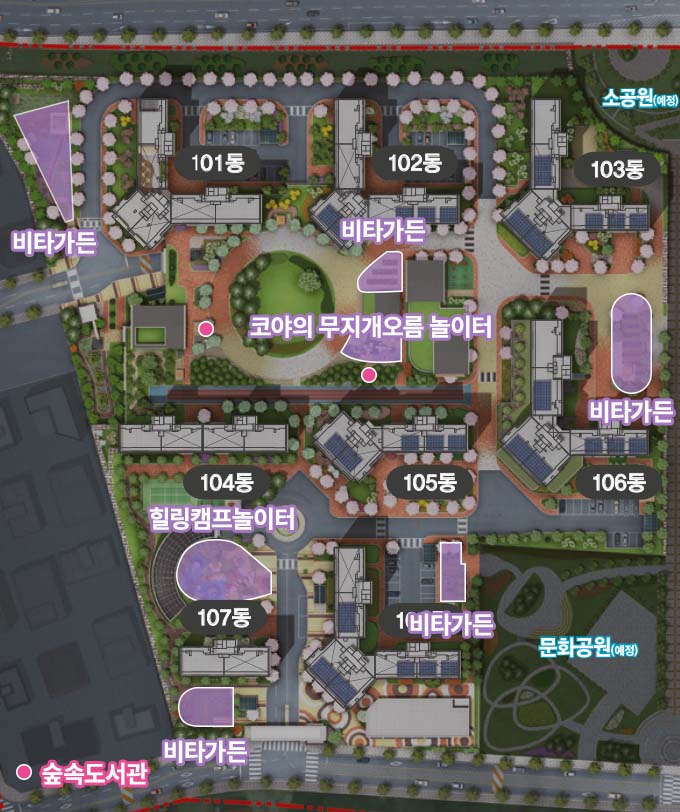 소공원(예정)
101동
102동
103동
비타가든
비타가든
코야의 무지개오름 놀이터
비타가든
104동
105동
106동
힐링캠프놀이터
107동
비타가든
문화공원(예정)
비타가든
숲속도서관